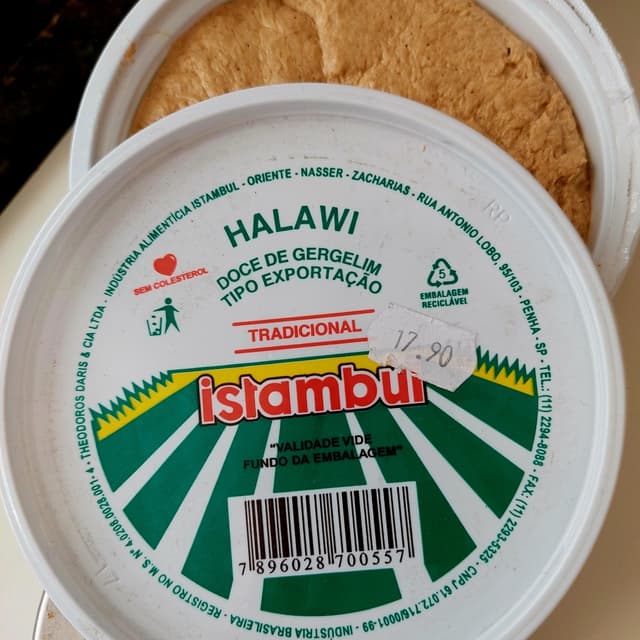 HALAWI
DOCE DE GERGELIM
TIPO EXPORTAÇÃO
SEM COLESTEROL
5
EMBALAGEM
RECICLÁVEL
TRADICIONAL
17.90
istambul
"VALIDADE VIDE
FUNDO DA EMBALAGEM"
7 896028 700557
THEODOROS DARIS & CIA LTDA - INDÚSTRIA ALIMENTÍCIA ISTAMBUL - ORIENTE - NASSER - ZACHARIAS - RUA ANTONIO LOBO, 95/103 - PENHA - SP - TEL.: (11) 2294-8088 - FAX: (11) 2293-5325 - CNPJ 61.072.716/0001-99 - INDÚSTRIA BRASILEIRA - REGISTRO NO M.S. Nº 4.0208.0028.001-4